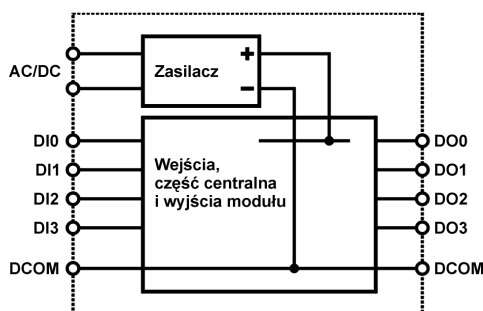 AC/DC
Zasilacz
+
−
DI0
DI1
DI2
DI3
DCOM
Wejścia,
część centralna
i wyjścia modułu
DO0
DO1
DO2
DO3
DCOM